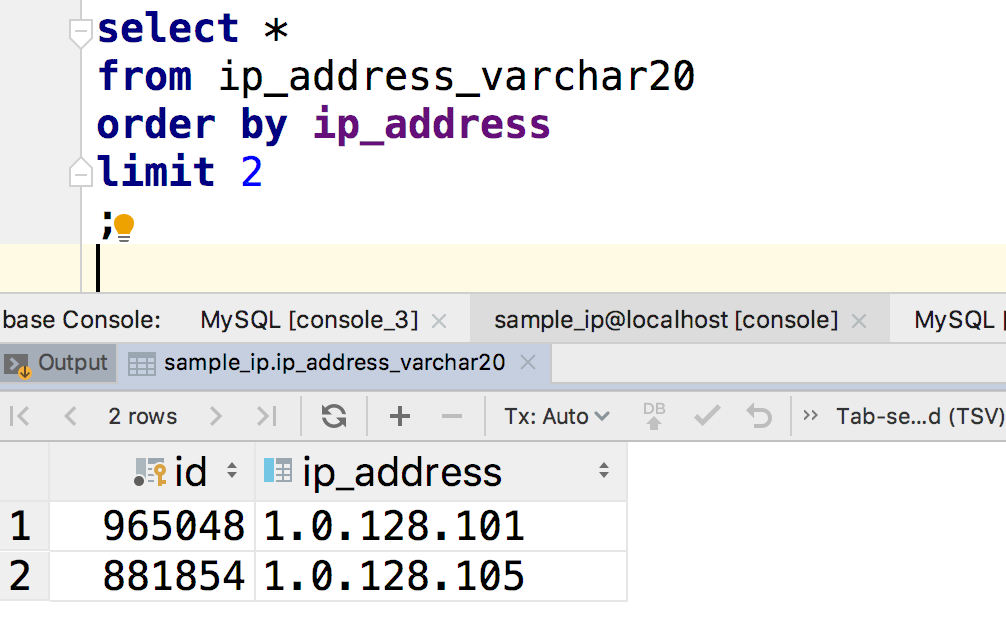 select *
from ip_address_varchar20
order by ip_address
limit 2
;
base Console: MySQL [console_3] sample_ip@localhost [console] MySQL [
Output sample_ip.ip_address_varchar20
2 rows Tx: Auto DB Tab-se...d (TSV)
id ip_address
1 965048 1.0.128.101
2 881854 1.0.128.105